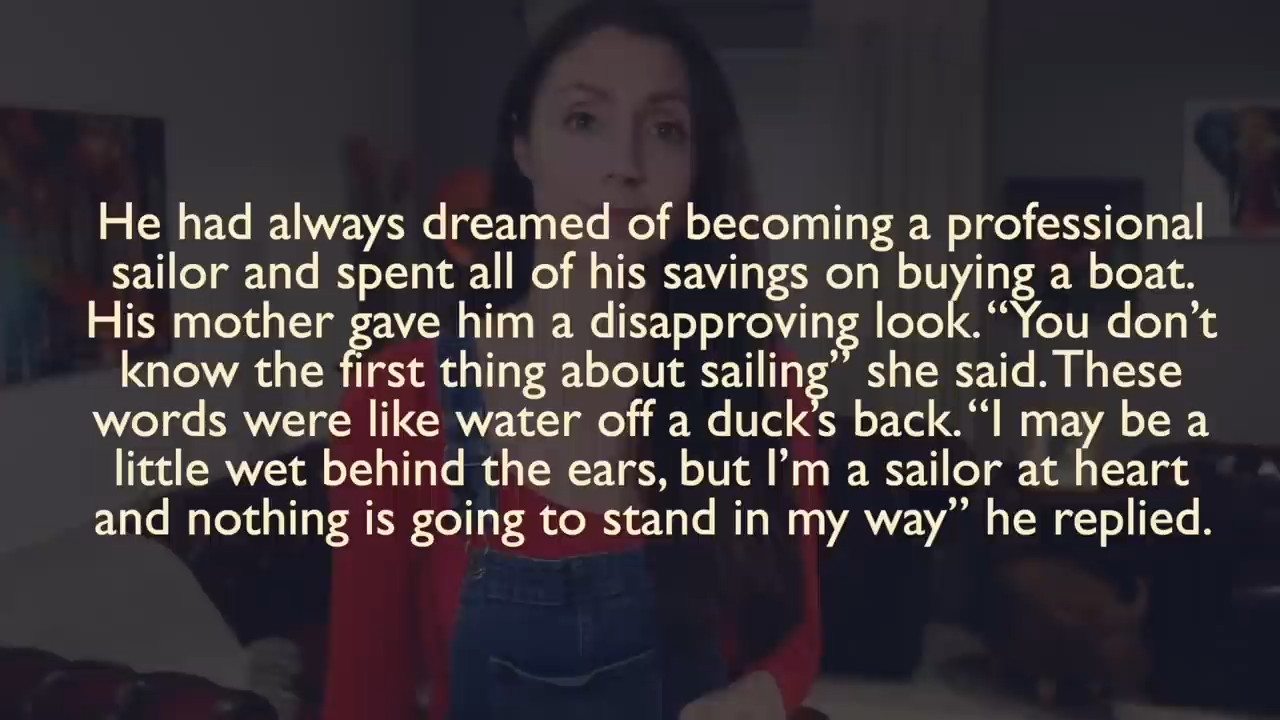 He had always dreamed of becoming a professional
sailor and spent all of his savings on buying a boat.
His mother gave him a disapproving look. “You don’t
know the first thing about sailing” she said. These
words were like water off a duck’s back. “I may be a
little wet behind the ears, but I’m a sailor at heart
and nothing is going to stand in my way” he replied.